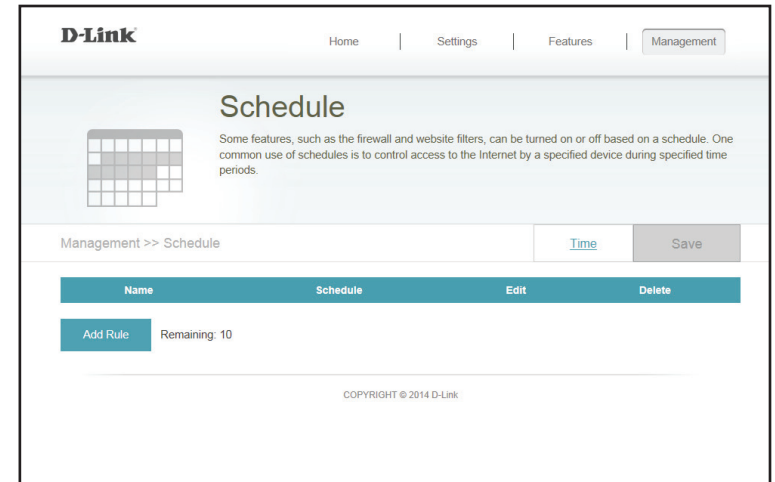 D-Link
Home | Settings | Features | Management
Schedule
Some features, such as the firewall and website filters, can be turned on or off based on a schedule. One
common use of schedules is to control access to the Internet by a specified device during specified time
periods.
Management >> Schedule
Time
Save
Name Schedule Edit Delete
Add Rule Remaining: 10
COPYRIGHT © 2014 D-Link